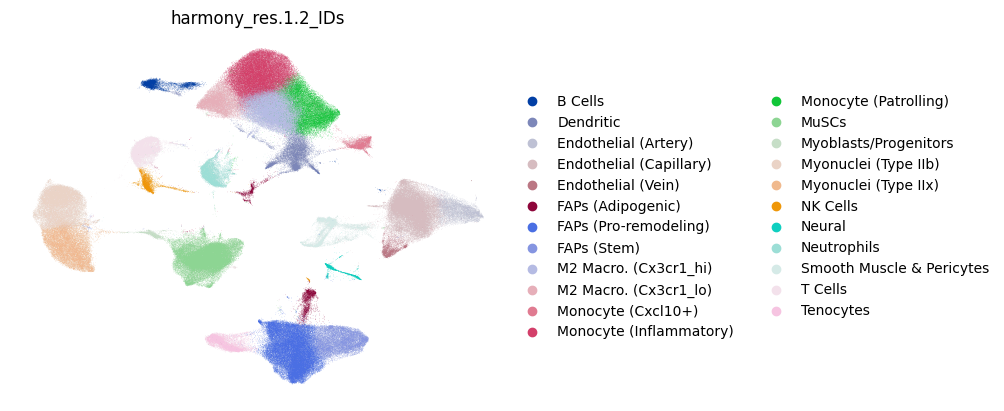 harmony_res.1.2_IDs
B Cells
Dendritic
Endothelial (Artery)
Endothelial (Capillary)
Endothelial (Vein)
FAPs (Adipogenic)
FAPs (Pro-remodeling)
FAPs (Stem)
M2 Macro. (Cx3cr1_hi)
M2 Macro. (Cx3cr1_lo)
Monocyte (Cxcl10+)
Monocyte (Inflammatory)
Monocyte (Patrolling)
MuSCs
Myoblasts/Progenitors
Myonuclei (Type IIb)
Myonuclei (Type IIx)
NK Cells
Neural
Neutrophils
Smooth Muscle & Pericytes
T Cells
Tenocytes